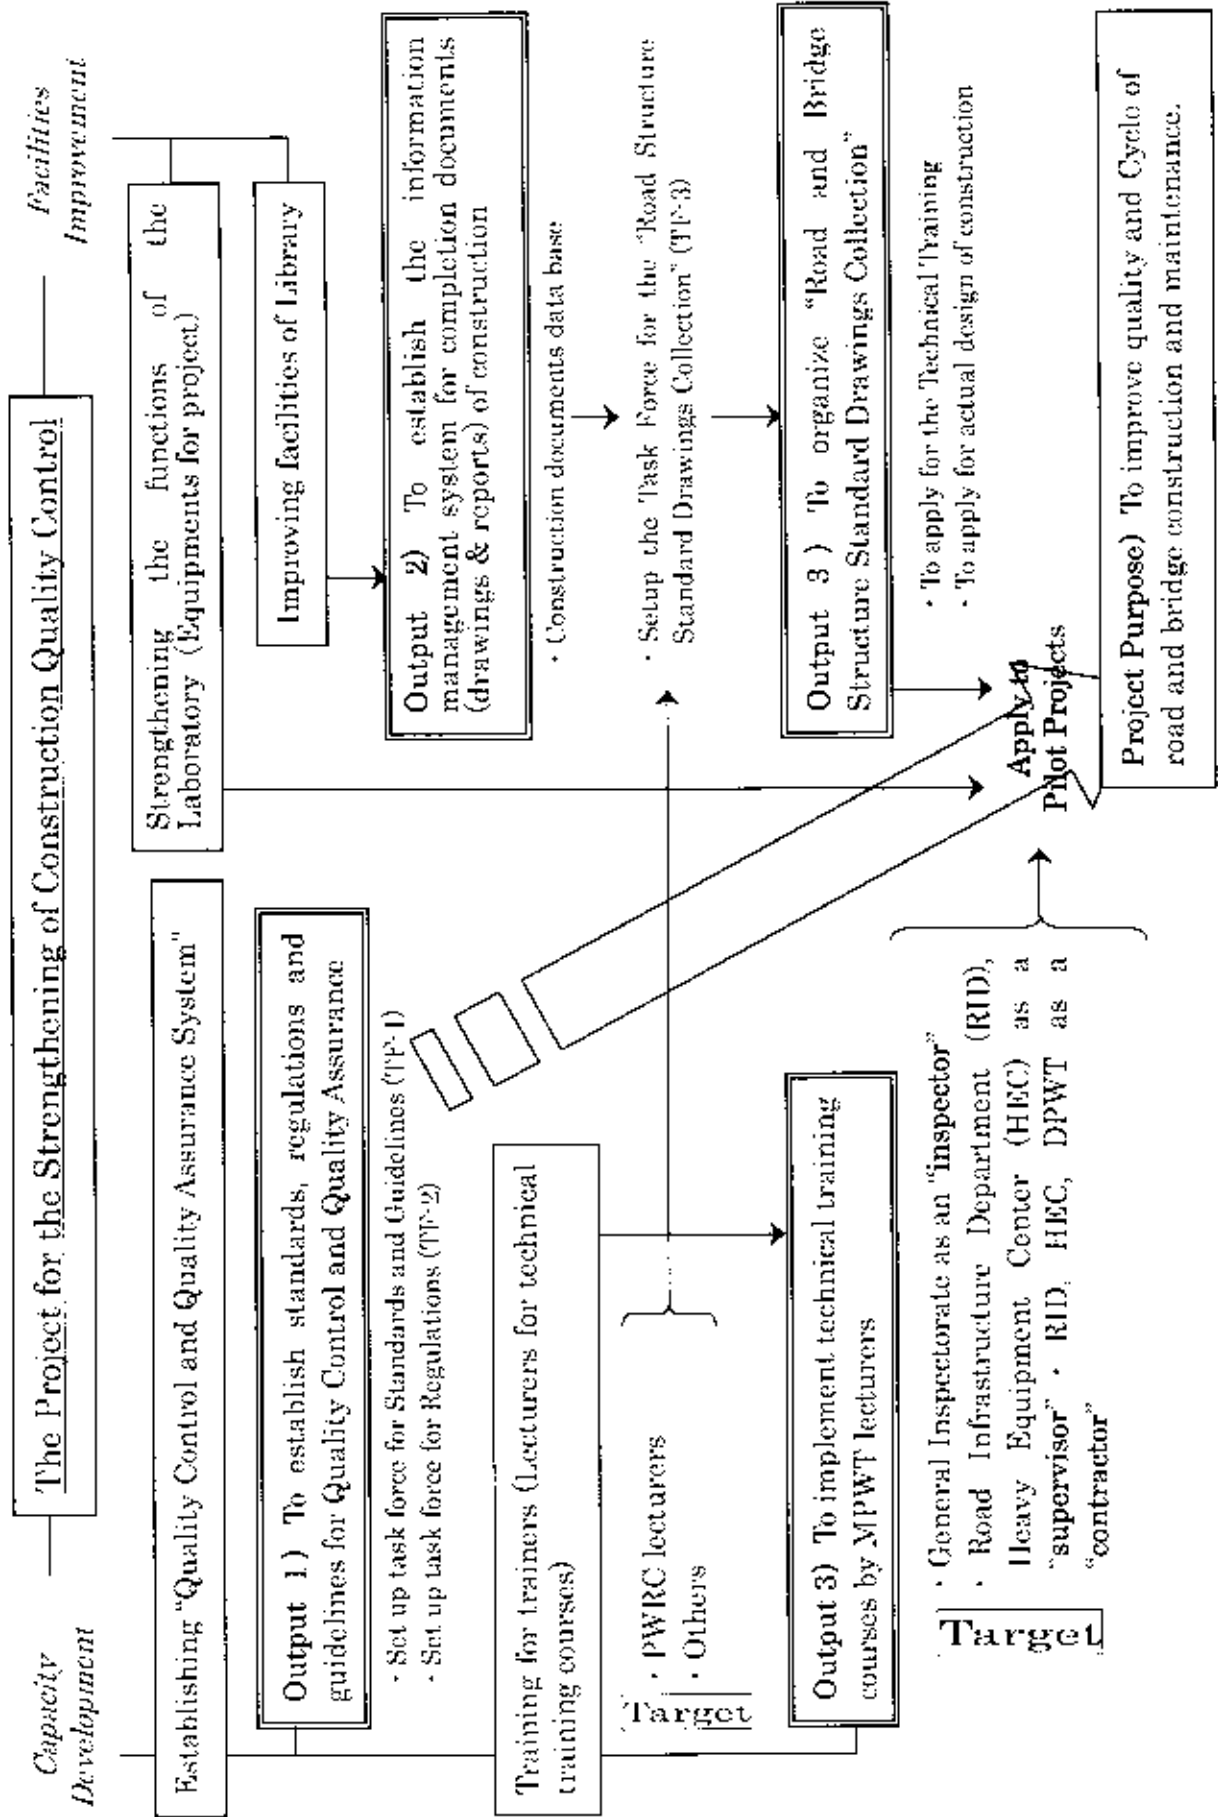 The Project for the Strengthening of Construction Quality Control
Capacity
Development
Facilities
Improvement
Establishing "Quality Control and Quality Assurance System"
Output 1) To establish standards, regulations and
guidelines for Quality Control and Quality Assurance
· Set up task force for Standards and Guidelines (TF-1)
· Set up task force for Regulations (TF-2)
Training for trainers (Lecturers for technical
training courses)
Target
· PWRC lecturers
· Others
Output 3) To implement technical training
courses by MPWT lecturers
Target
· General Inspectorate as an "inspector"
· Road Infrastructure Department (RID),
Heavy Equipment Center (HEC) as a
"supervisor" · RID, HEC, DPWT as a
"contractor"
Strengthening the functions of the
Laboratory (Equipments for project)
Improving facilities of Library
Output 2) To establish the information
management system for completion documents
(drawings & reports) of construction
· Construction documents data base
· Setup the Task Force for the "Road Structure
Standard Drawings Collection" (TF-3)
Output 3 ) To organize "Road and Bridge
Structure Standard Drawings Collection"
· To apply for the Technical Training
· To apply for actual design of construction
Apply to
Pilot Projects
Project Purpose) To improve quality and Cyclo of
road and bridge construction and maintenance.